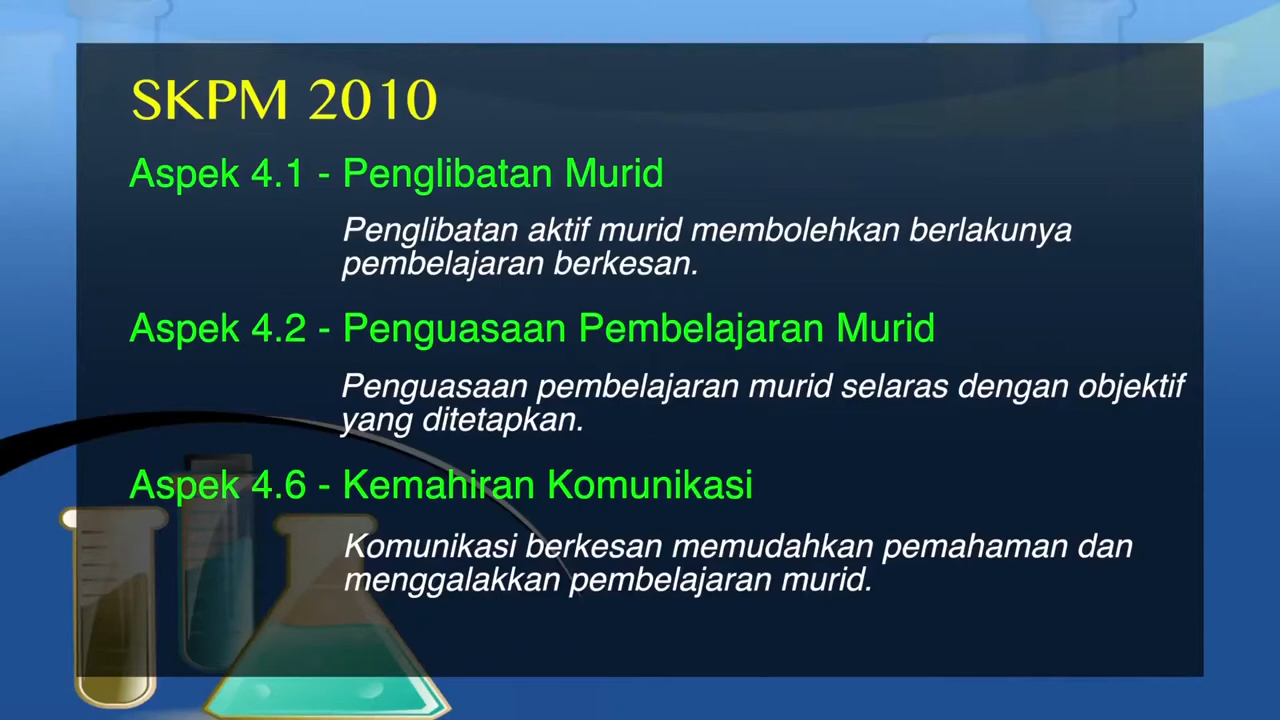 SKPM 2010
Aspek 4.1 - Penglibatan Murid
Penglibatan aktif murid membolehkan berlakunya
pembelajaran berkesan.
Aspek 4.2 - Penguasaan Pembelajaran Murid
Penguasaan pembelajaran murid selaras dengan objektif
yang ditetapkan.
Aspek 4.6 - Kemahiran Komunikasi
Komunikasi berkesan memudahkan pemahaman dan
menggalakkan pembelajaran murid.